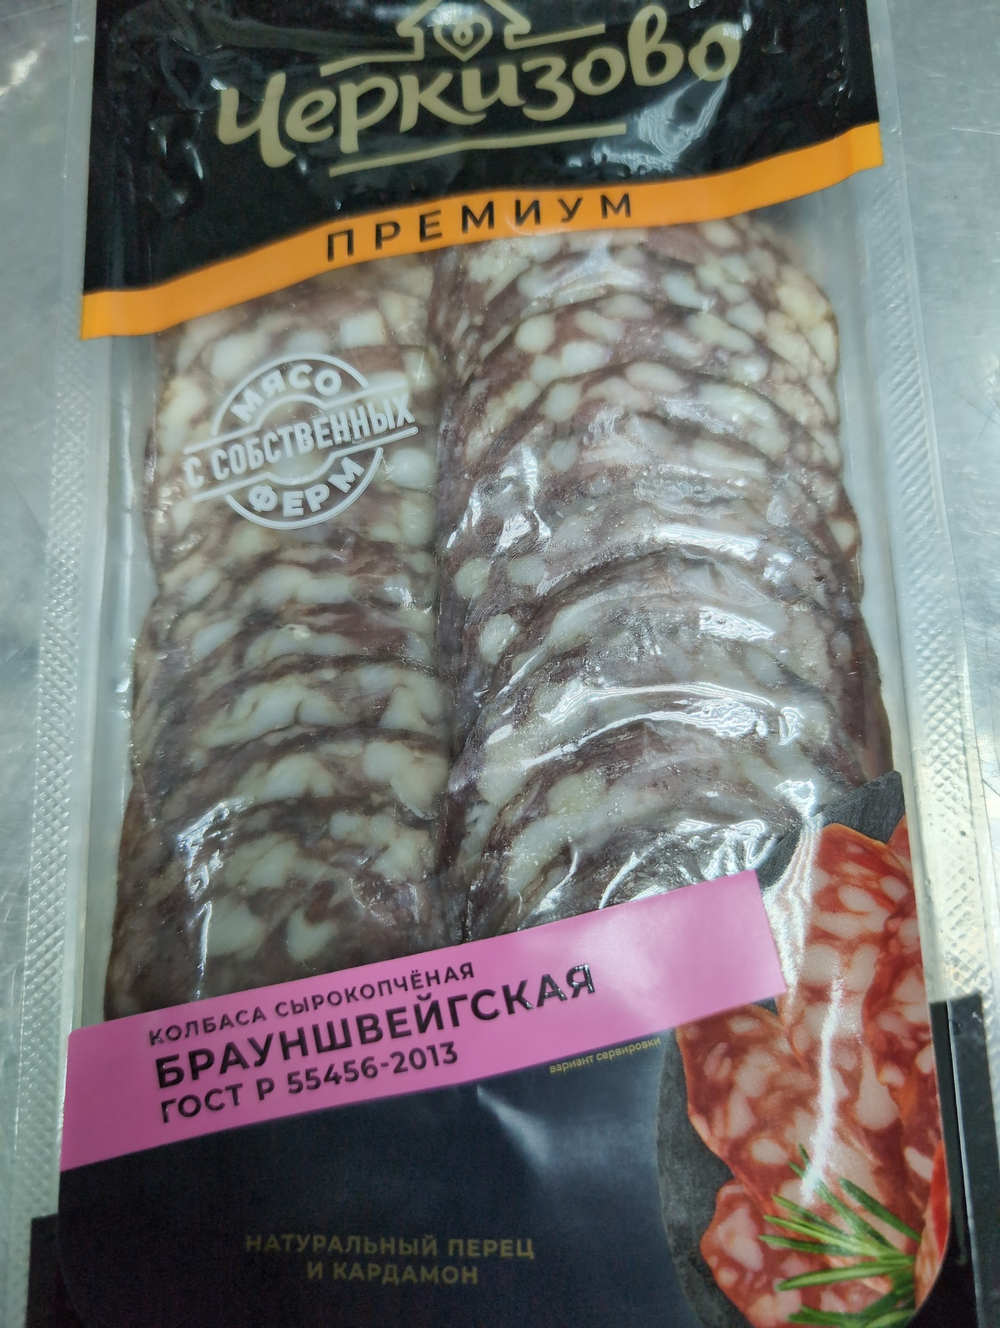 Черкизово
ПРЕМИУМ
МЯСО
С СОБСТВЕННЫХ
ФЕРМ
КОЛБАСА СЫРОКОПЧЁНАЯ
БРАУНШВЕЙГСКАЯ
ГОСТ Р 55456-2013
вариант сервировки
НАТУРАЛЬНЫЙ ПЕРЕЦ
И КАРДАМОН